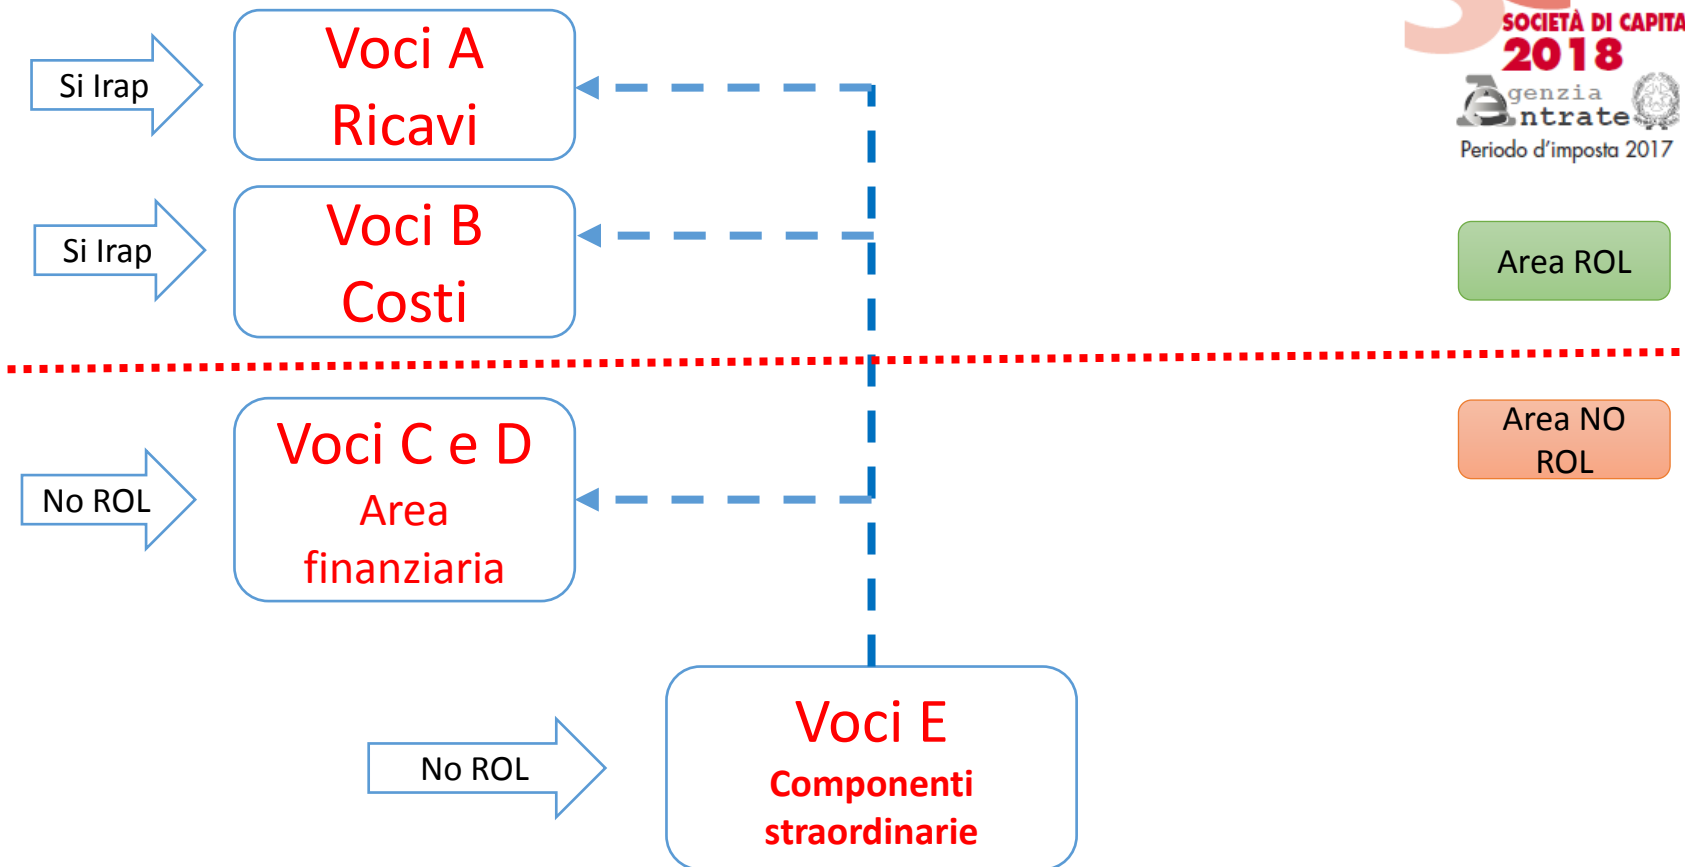 Si Irap
Voci A
Ricavi
SOCIETÀ DI CAPITA
2018
genzia
ntrate
Periodo d'imposta 2017
Si Irap
Voci B
Costi
Area ROL
No ROL
Voci C e D
Area
finanziaria
Area NO
ROL
No ROL
Voci E
Componenti
straordinarie